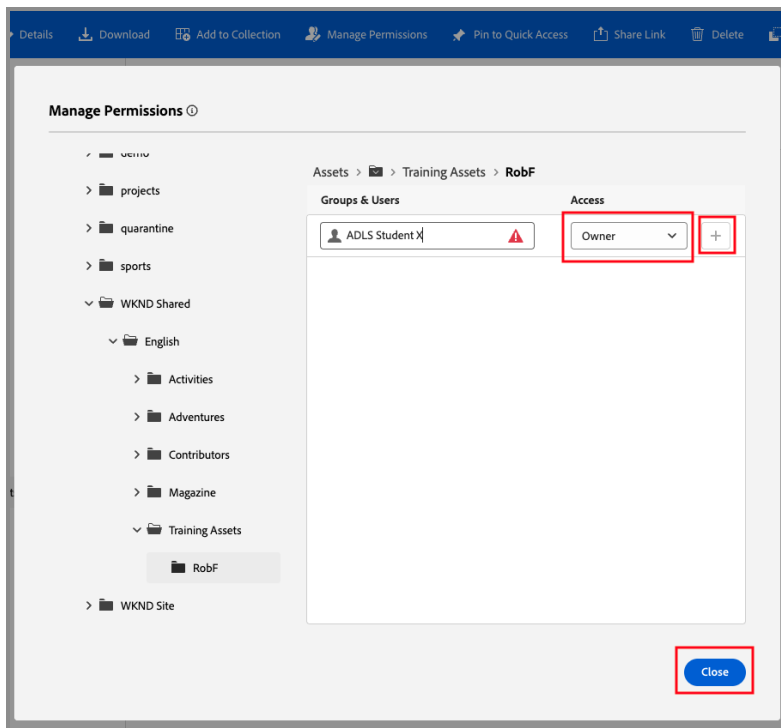 Details Download Add to Collection Manage Permissions Pin to Quick Access Share Link Delete
Manage Permissions
demo
projects
quarantine
sports
WKND Shared
English
Activities
Adventures
Contributors
Magazine
Training Assets
RobF
WKND Site
Assets > > Training Assets > RobF
Groups & Users Access
ADLS Student X Owner +
Close